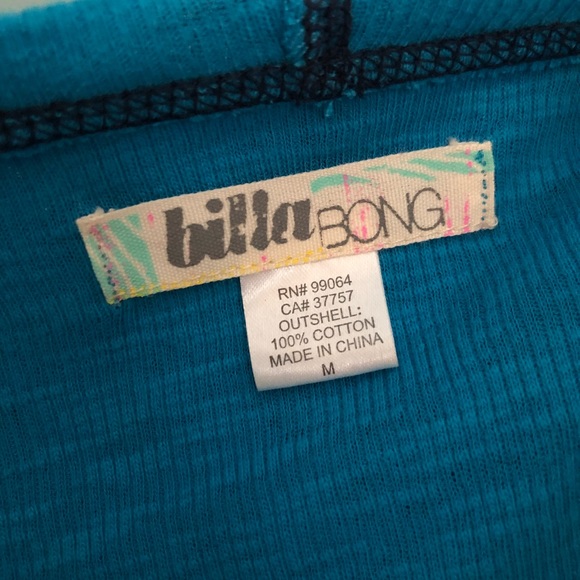 billaBONG
RN# 99064
CA# 37757
OUTSHELL:
100% COTTON
MADE IN CHINA
M